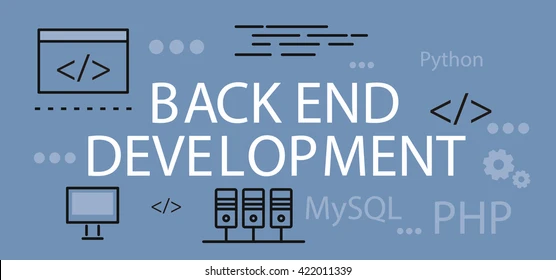 Python
</>
</>
BACK END
DEVELOPMENT
</>
MySQL
PHP
shutterstock.com · 422011339